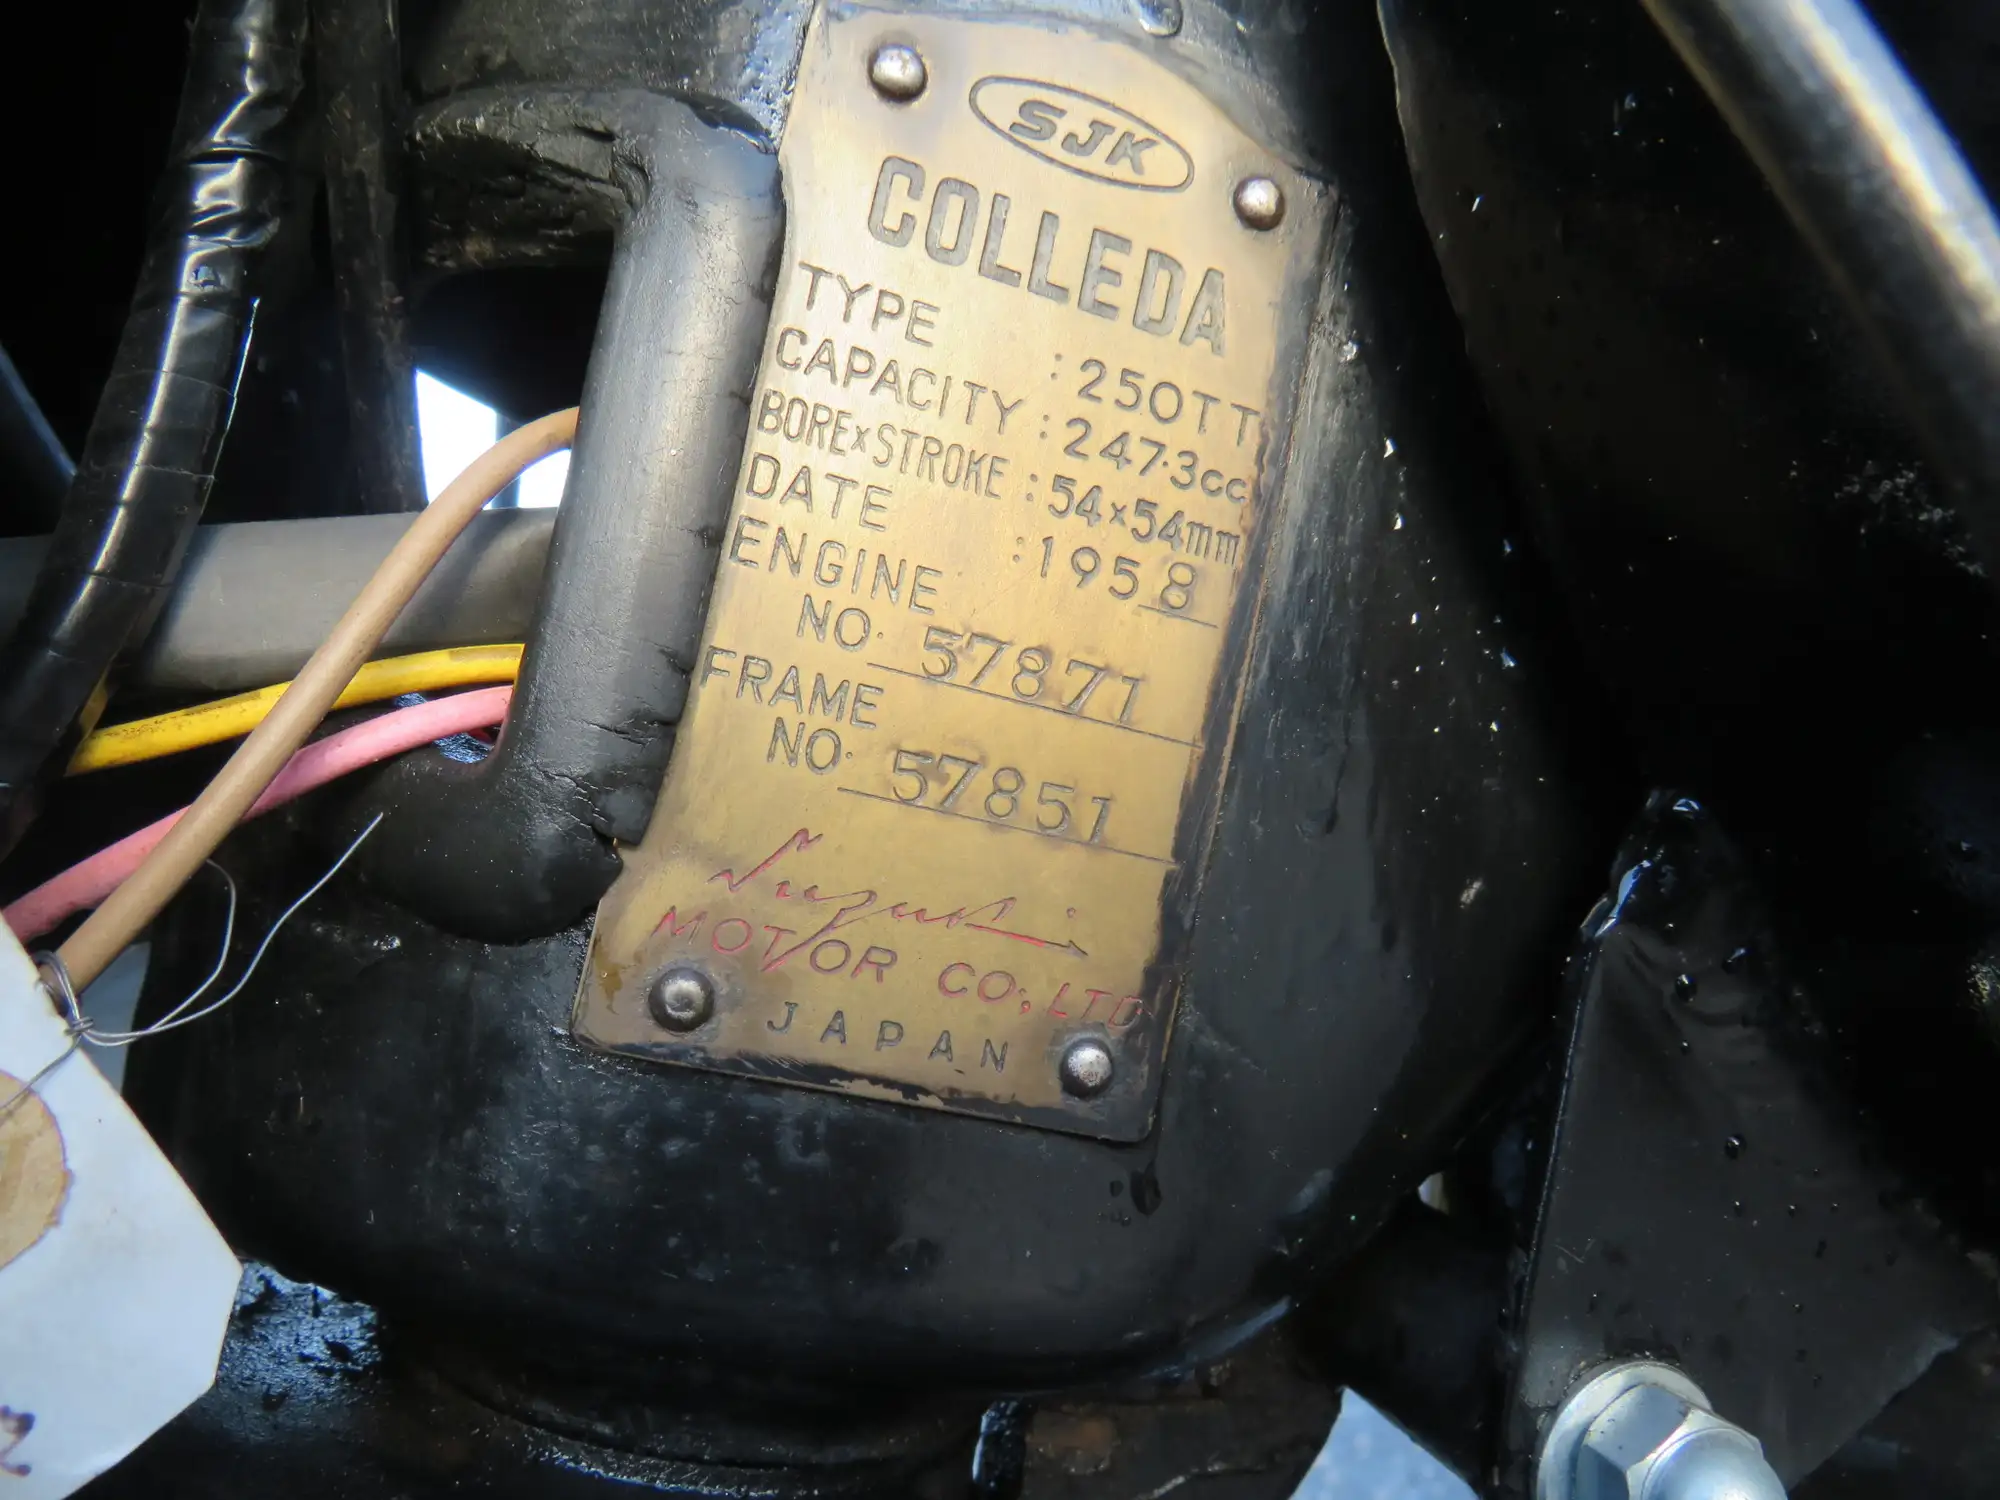 SJK
COLLEDA
TYPE : 250TT
CAPACITY : 247.3cc
BORE×STROKE : 54×54mm
DATE : 1958
ENGINE
NO. 57871
FRAME
NO. 57851
Suzuki
MOTOR CO; LTD
JAPAN